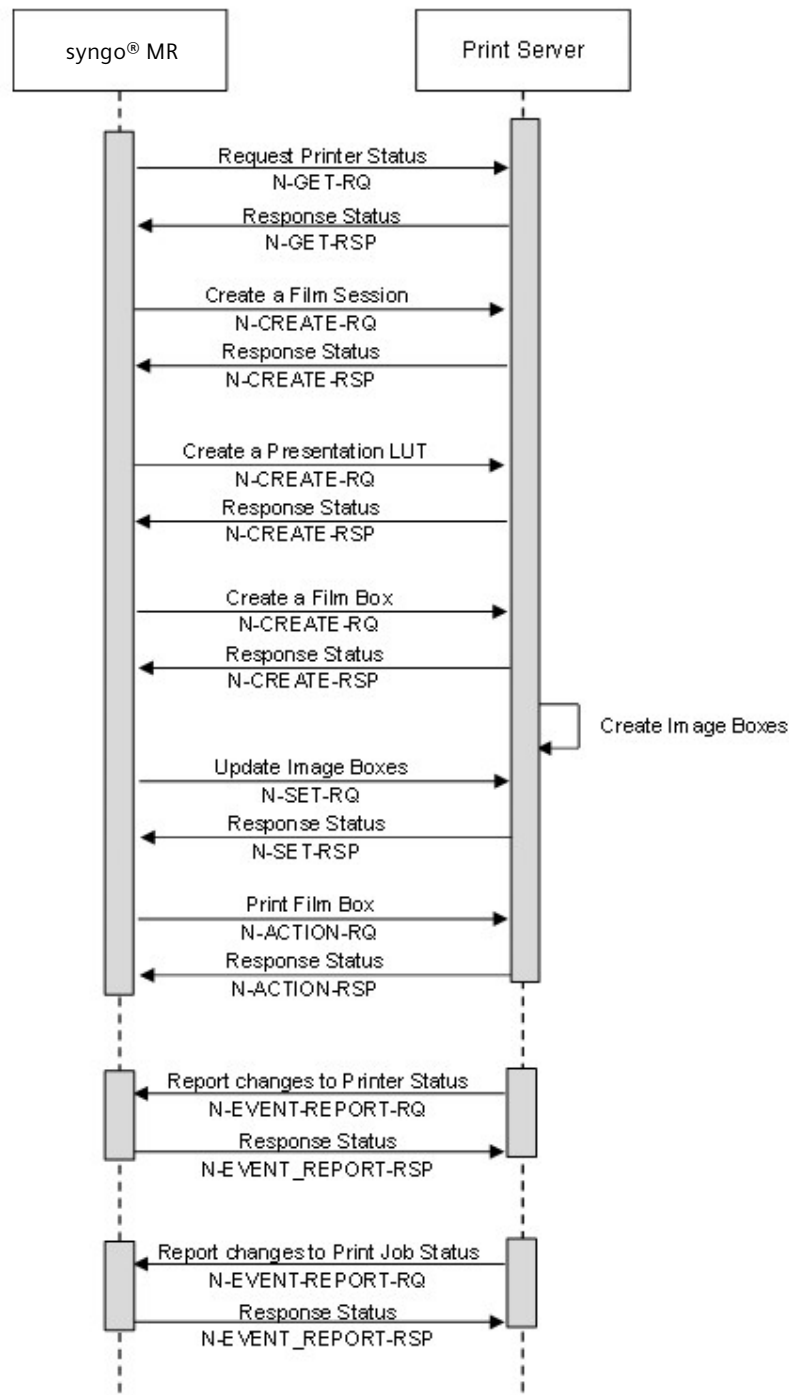 syngo® MR
Print Server
Request Printer Status
N-GET-RQ
Response Status
N-GET-RSP
Create a Film Session
N-CREATE-RQ
Response Status
N-CREATE-RSP
Create a Presentation LUT
N-CREATE-RQ
Response Status
N-CREATE-RSP
Create a Film Box
N-CREATE-RQ
Response Status
N-CREATE-RSP
Create Image Boxes
Update Image Boxes
N-SET-RQ
Response Status
N-SET-RSP
Print Film Box
N-ACTION-RQ
Response Status
N-ACTION-RSP
Report changes to Printer Status
N-EVENT-REPORT-RQ
Response Status
N-EVENT_REPORT-RSP
Report changes to Print Job Status
N-EVENT-REPORT-RQ
Response Status
N-EVENT_REPORT-RSP